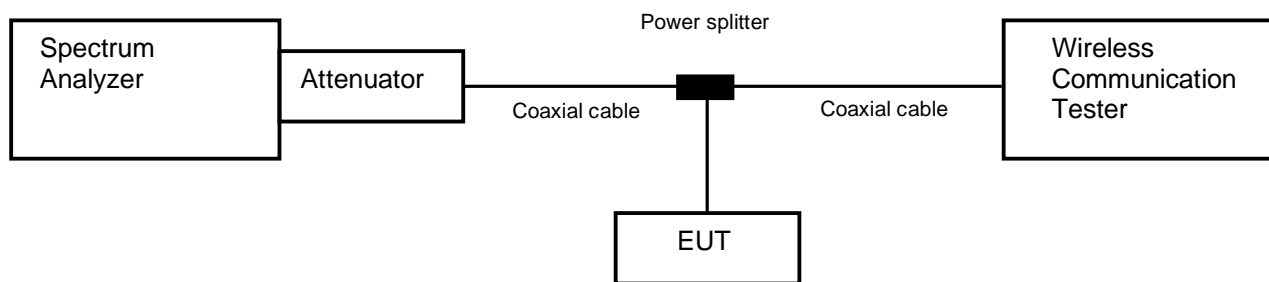 Power splitter
Spectrum
Analyzer
Attenuator
Coaxial cable
Coaxial cable
Wireless
Communication
Tester
EUT